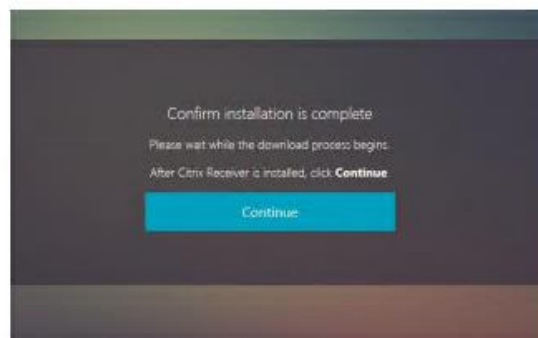 Confirm installation is complete
Please wait while the download process begins.
After Citrix Receiver is installed, click Continue.
Continue